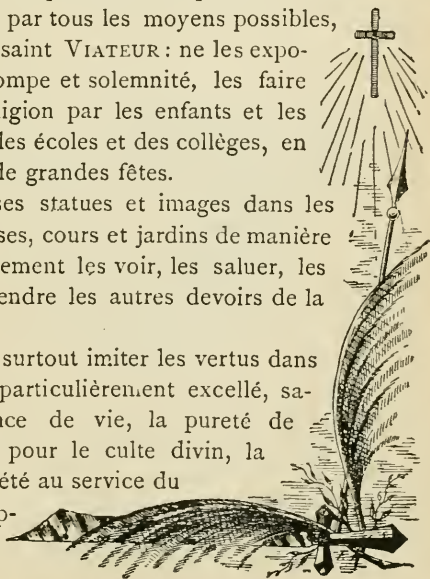 par tous les moyens possibles,
saint VIATEUR : ne les expo-
ompe et solemnité, les faire
igion par les enfants et les
les écoles et des collèges, en
le grandes fêtes.
ses statues et images dans les
ses, cours et jardins de manière
ement les voir, les saluer, les
endre les autres devoirs de la
surtout imiter les vertus dans
particulièrement excellé, sa-
nce de vie, la pureté de
pour le culte divin, la
été au service du
p-